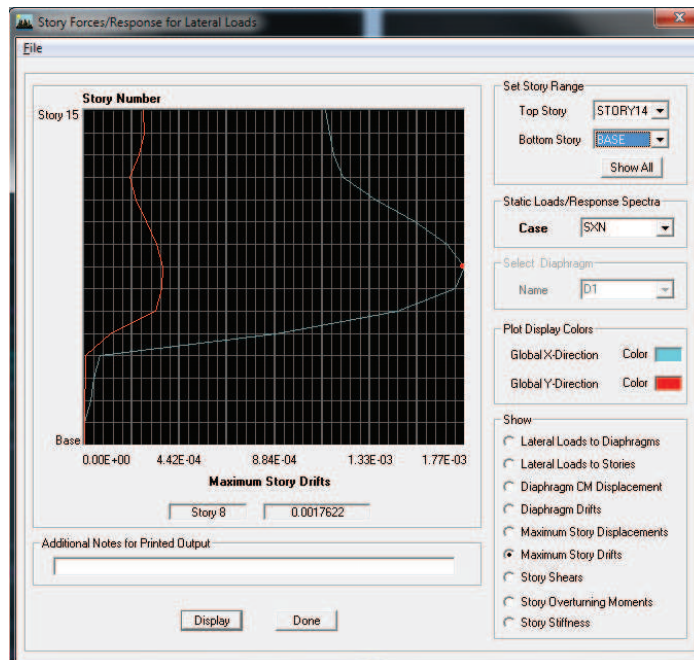 Story Forces/Response for Lateral Loads
File
Story Number
Story 15
Base
0.00E+00 4.42E-04 8.84E-04 1.33E-03 1.77E-03
Maximum Story Drifts
Story 8 0.0017622
Additional Notes for Printed Output
Display Done
Set Story Range
Top Story STORY14
Bottom Story BASE
Show All
Static Loads/Response Spectra
Case SXN
Select Diaphragm
Name D1
Plot Display Colors
Global X-Direction Color
Global Y-Direction Color
Show
Lateral Loads to Diaphragms
Lateral Loads to Stories
Diaphragm CM Displacement
Diaphragm Drifts
Maximum Story Displacements
Maximum Story Drifts
Story Shears
Story Overturning Moments
Story Stiffness